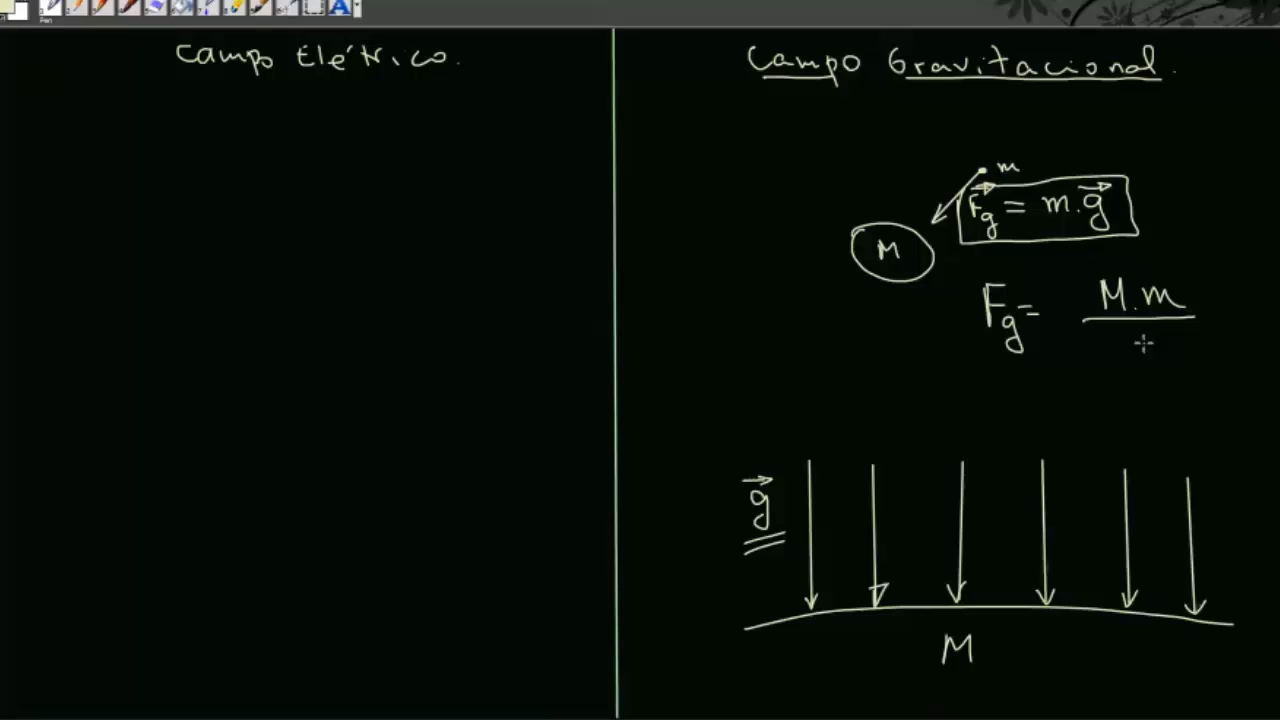 Campo Elétrico.
Campo Gravitacional.
m
Fg = m.g
M
Fg = M.m
g
M